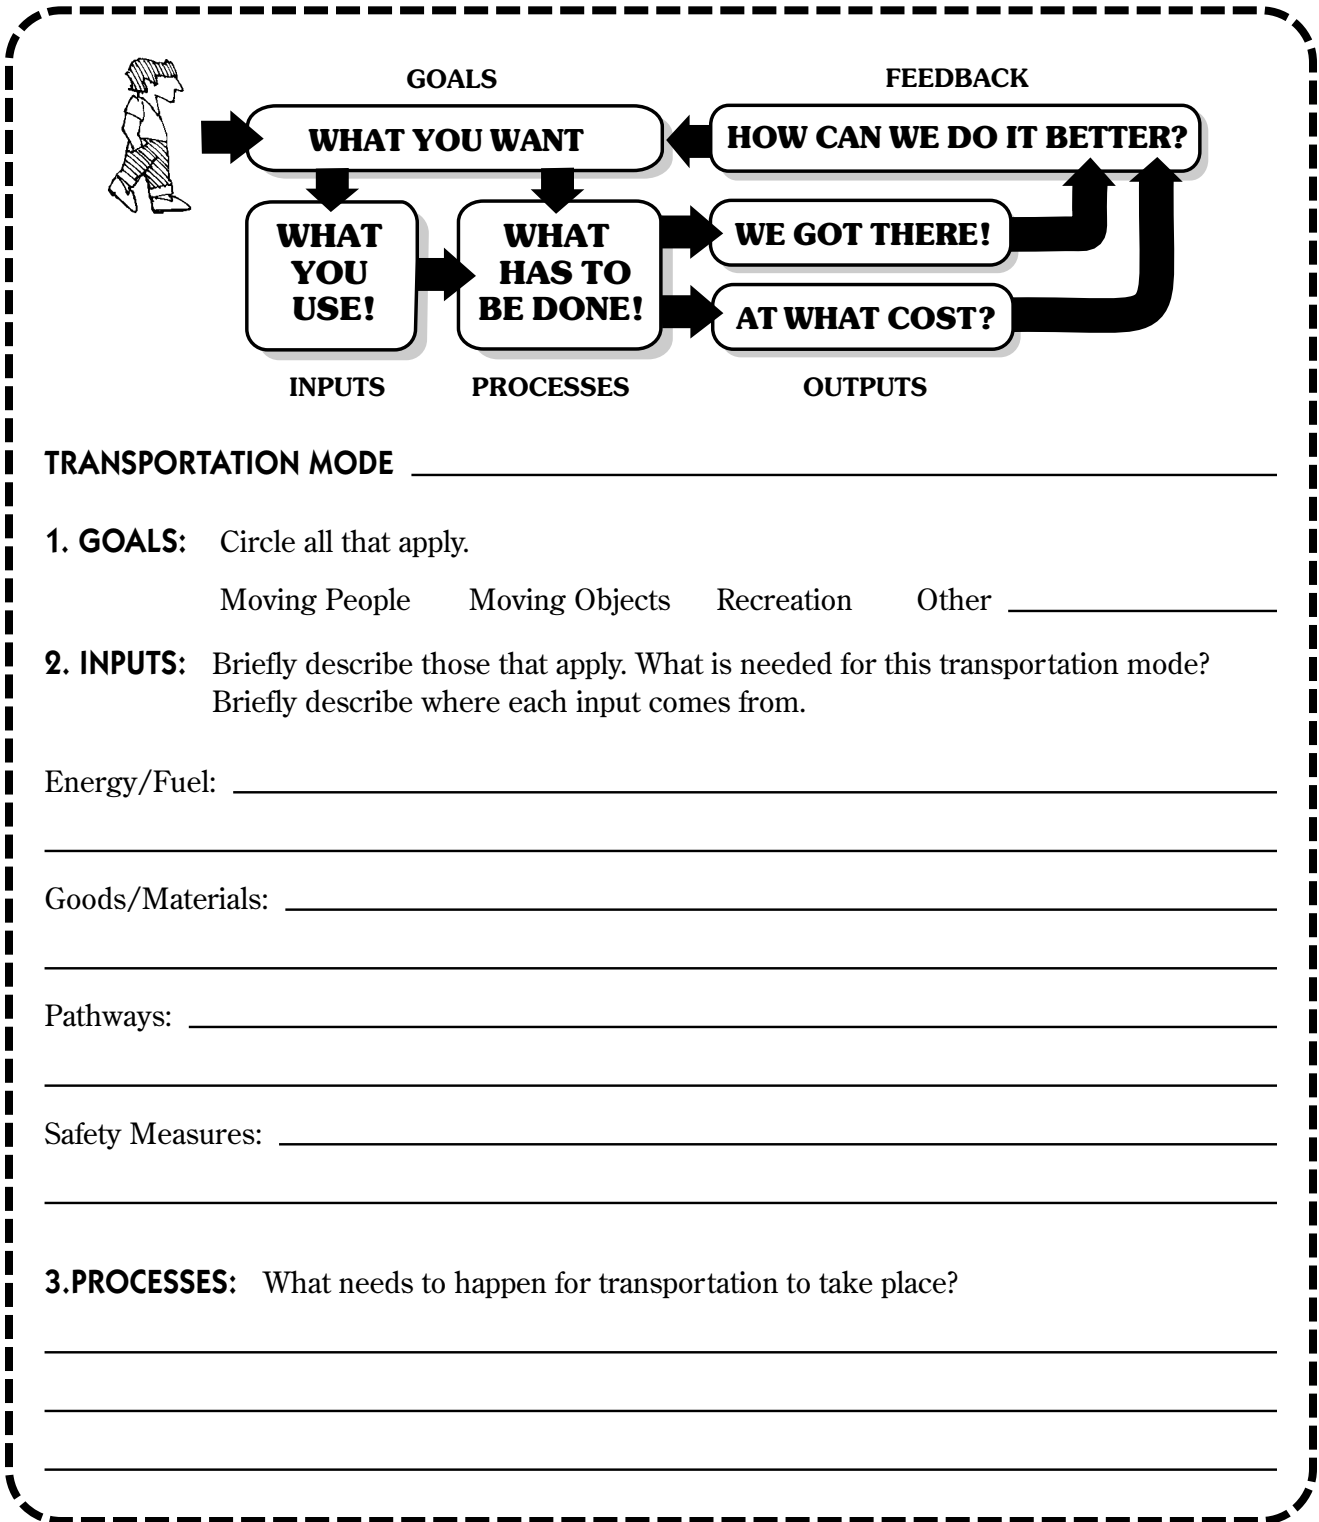 GOALS
FEEDBACK
WHAT YOU WANT
HOW CAN WE DO IT BETTER?
WHAT
YOU
USE!
WHAT
HAS TO
BE DONE!
WE GOT THERE!
AT WHAT COST?
INPUTS
PROCESSES
OUTPUTS
TRANSPORTATION MODE
1. GOALS: Circle all that apply.
Moving People Moving Objects Recreation Other
2. INPUTS: Briefly describe those that apply. What is needed for this transportation mode?
Briefly describe where each input comes from.
Energy/Fuel:
Goods/Materials:
Pathways:
Safety Measures:
3.PROCESSES: What needs to happen for transportation to take place?